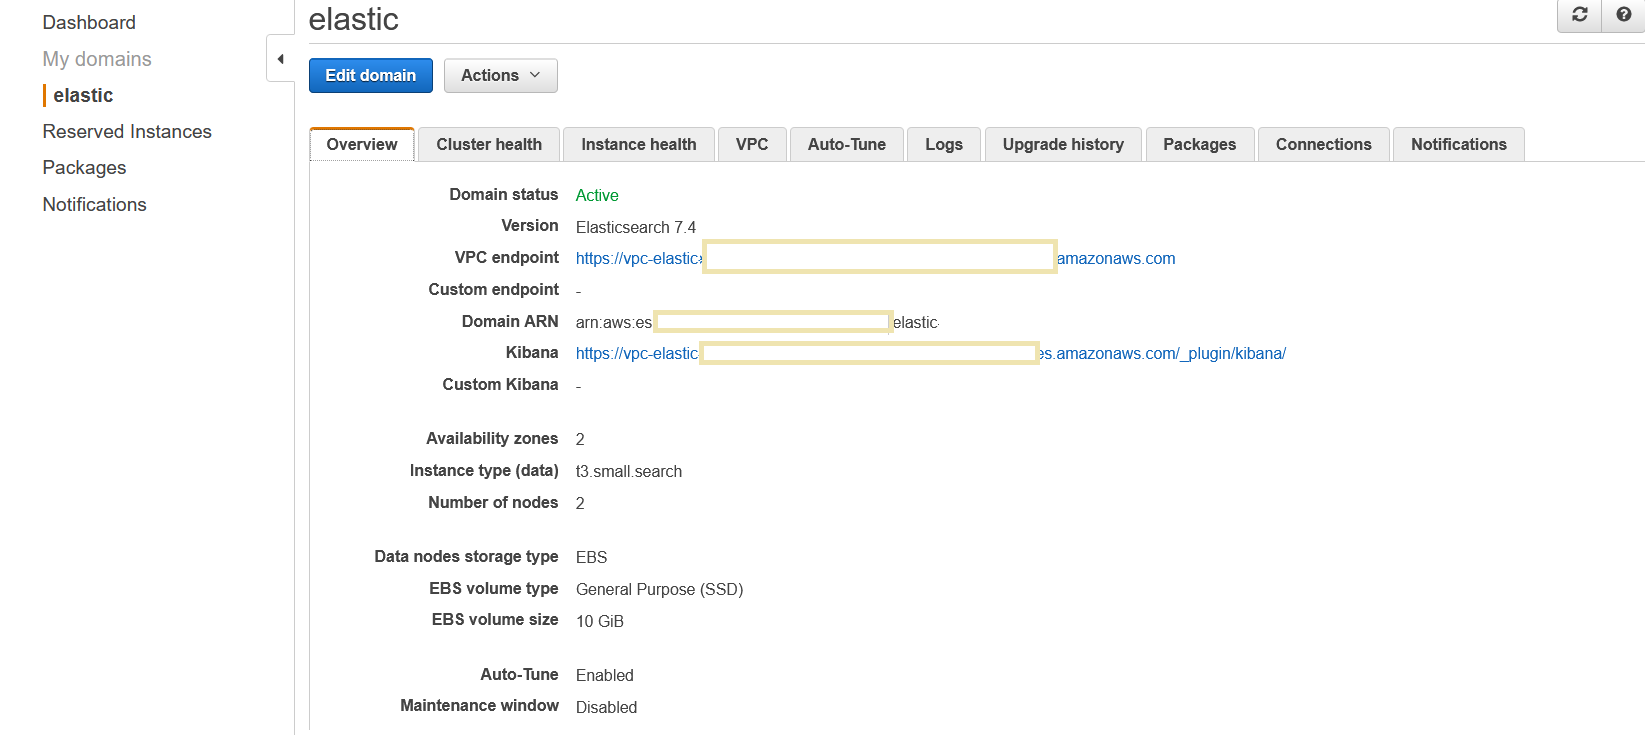 Dashboard
My domains
elastic
Reserved Instances
Packages
Notifications
elastic
Edit domain
Actions
Overview Cluster health Instance health VPC Auto-Tune Logs Upgrade history Packages Connections Notifications
Domain status Active
Version Elasticsearch 7.4
VPC endpoint https://vpc-elastic amazonaws.com
Custom endpoint -
Domain ARN arn:aws:es elastic
Kibana https://vpc-elastic es.amazonaws.com/_plugin/kibana/
Custom Kibana -
Availability zones 2
Instance type (data) t3.small.search
Number of nodes 2
Data nodes storage type EBS
EBS volume type General Purpose (SSD)
EBS volume size 10 GiB
Auto-Tune Enabled
Maintenance window Disabled